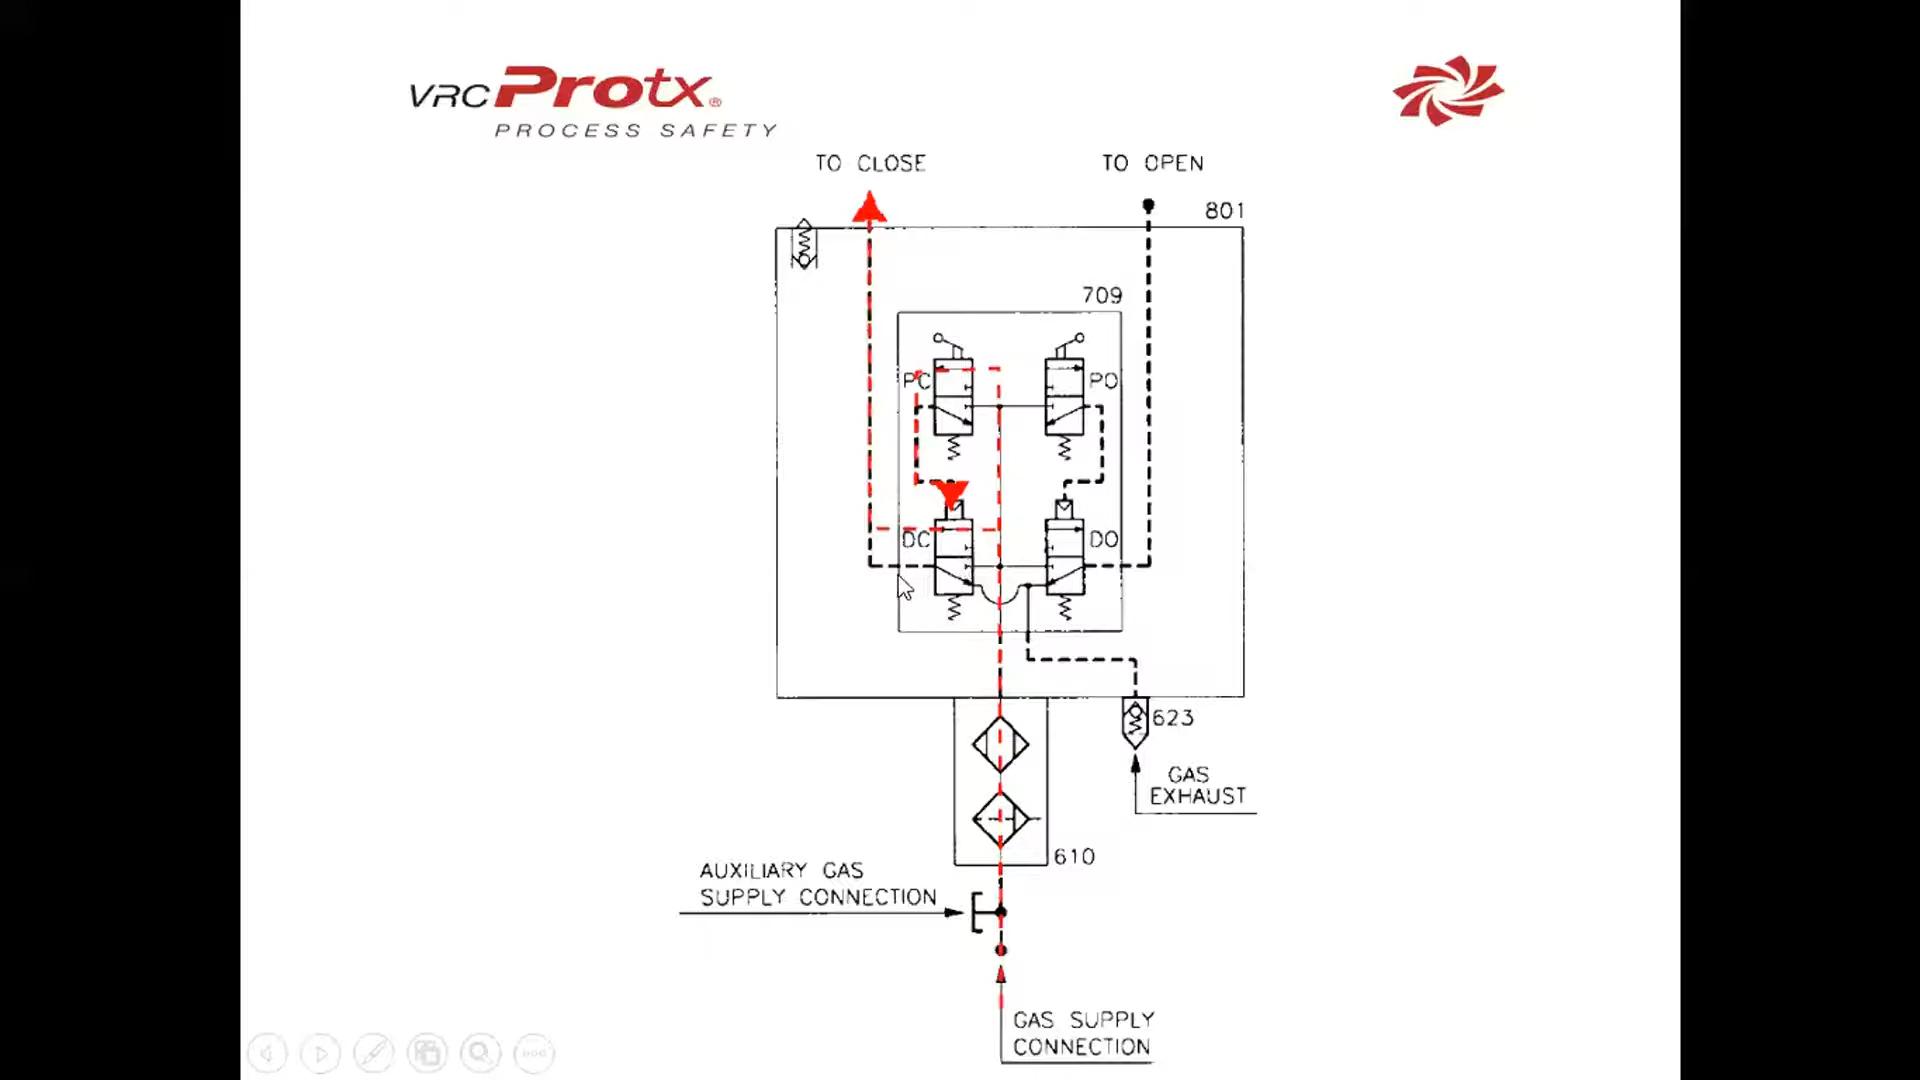 VRC Protx®
PROCESS SAFETY
TO CLOSE
TO OPEN
801
709
PC
PO
DC
DO
623
GAS
EXHAUST
610
AUXILIARY GAS
SUPPLY CONNECTION
GAS SUPPLY
CONNECTION